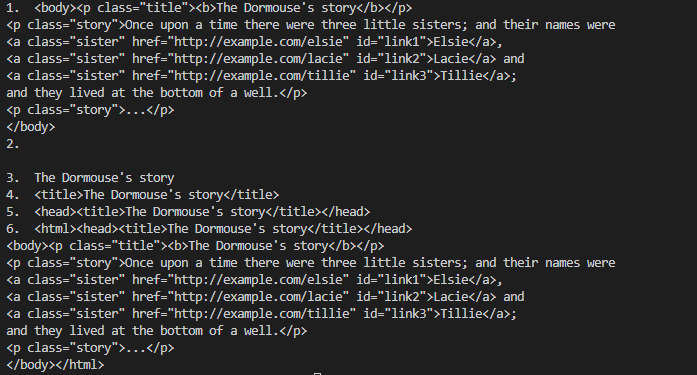 1.  <body><p class="title"><b>The Dormouse's story</b></p>
<p class="story">Once upon a time there were three little sisters; and their names were
<a class="sister" href="http://example.com/elsie" id="link1">Elsie</a>,
<a class="sister" href="http://example.com/lacie" id="link2">Lacie</a> and
<a class="sister" href="http://example.com/tillie" id="link3">Tillie</a>;
and they lived at the bottom of a well.</p>
<p class="story">...</p>
</body>
2.
3.  The Dormouse's story
4.  <title>The Dormouse's story</title>
5.  <head><title>The Dormouse's story</title></head>
6.  <html><head><title>The Dormouse's story</title></head>
<body><p class="title"><b>The Dormouse's story</b></p>
<p class="story">Once upon a time there were three little sisters; and their names were
<a class="sister" href="http://example.com/elsie" id="link1">Elsie</a>,
<a class="sister" href="http://example.com/lacie" id="link2">Lacie</a> and
<a class="sister" href="http://example.com/tillie" id="link3">Tillie</a>;
and they lived at the bottom of a well.</p>
<p class="story">...</p>
</body></html>